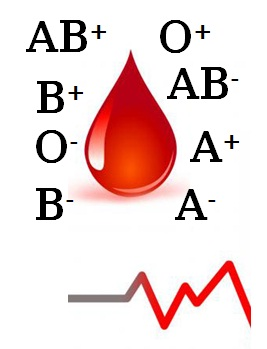 AB+ O+
B+ AB-
O- A+
B- A-